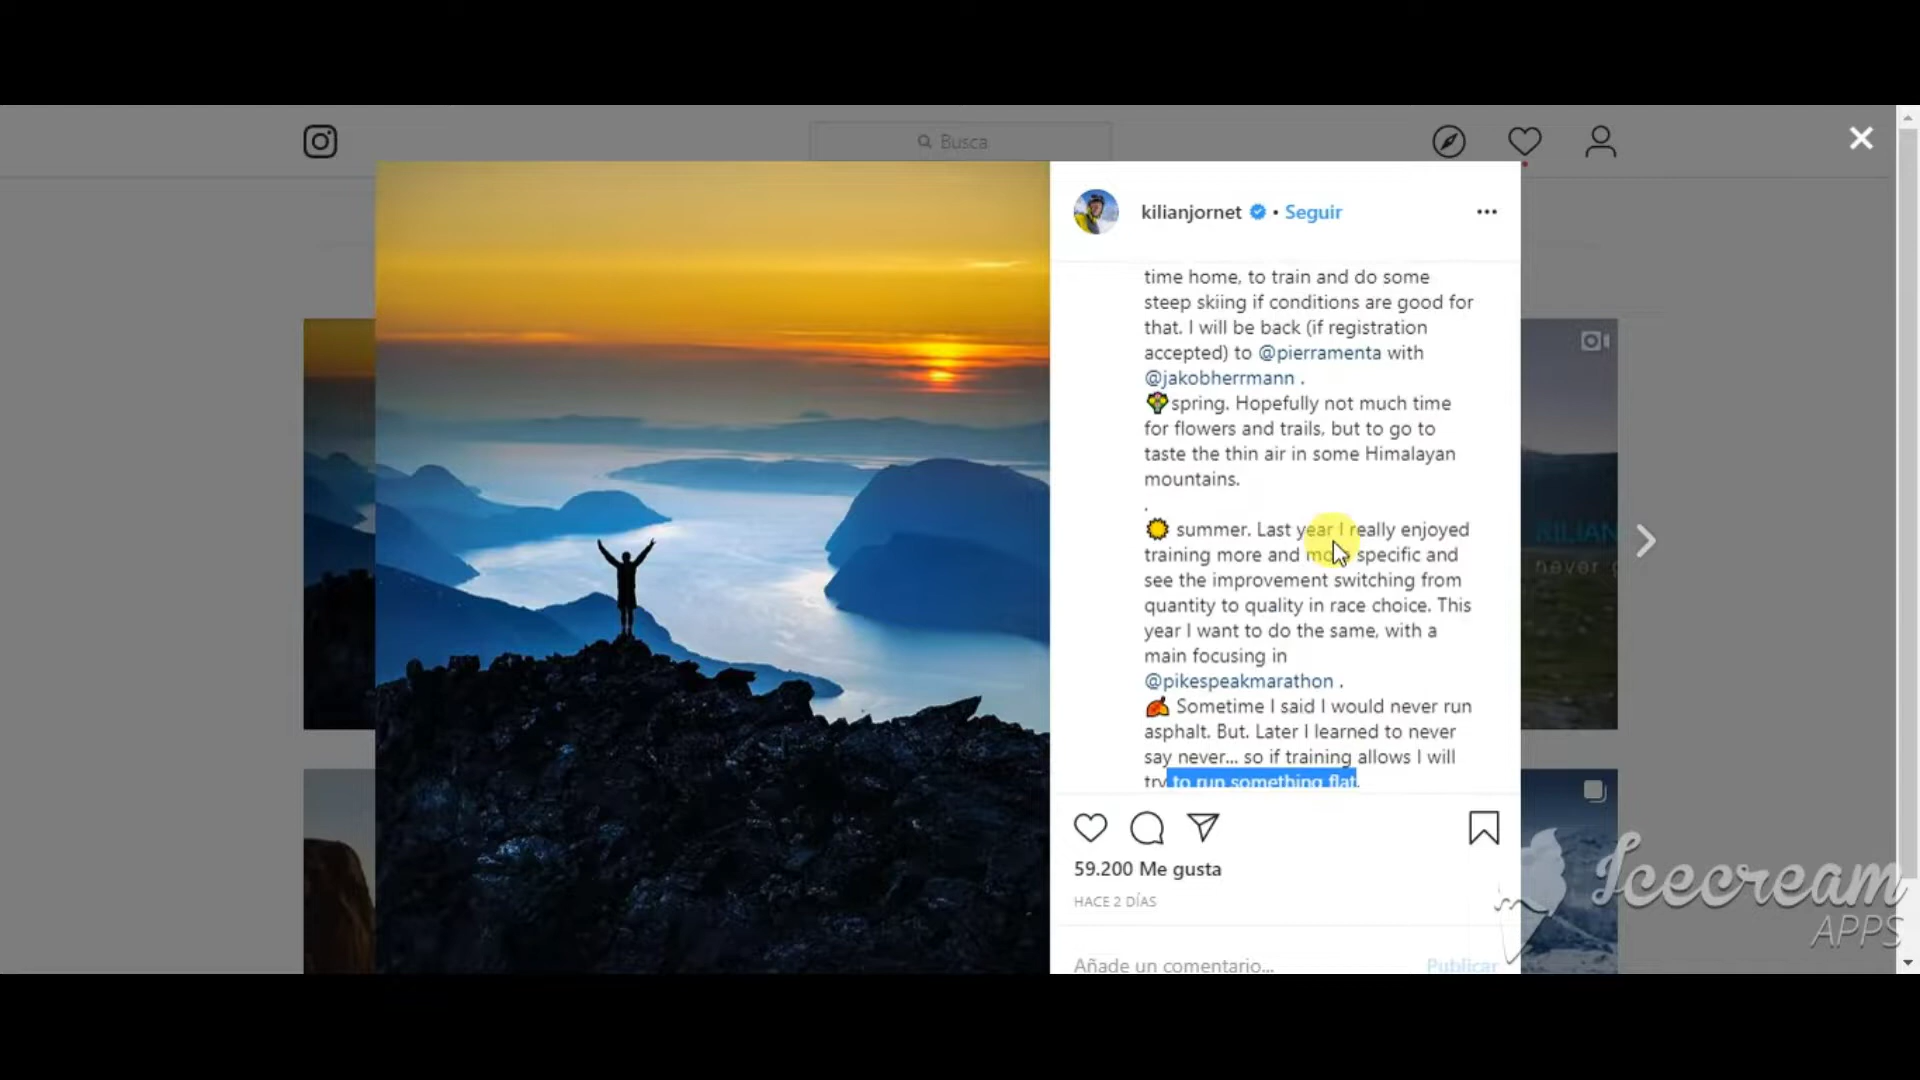 Busca
kilianjornet • Seguir
time home, to train and do some
steep skiing if conditions are good for
that. I will be back (if registration
accepted) to @pierramenta with
@jakobherrmann .
spring. Hopefully not much time
for flowers and trails, but to go to
taste the thin air in some Himalayan
mountains.
.
summer. Last year I really enjoyed
training more and more specific and
see the improvement switching from
quantity to quality in race choice. This
year I want to do the same, with a
main focusing in
@pikespeakmarathon .
Sometime I said I would never run
asphalt. But. Later I learned to never
say never... so if training allows I will
try to run something flat.
59.200 Me gusta
HACE 2 DÍAS
Añade un comentario... Publicar
KILIAN
never
Icecream
APPS